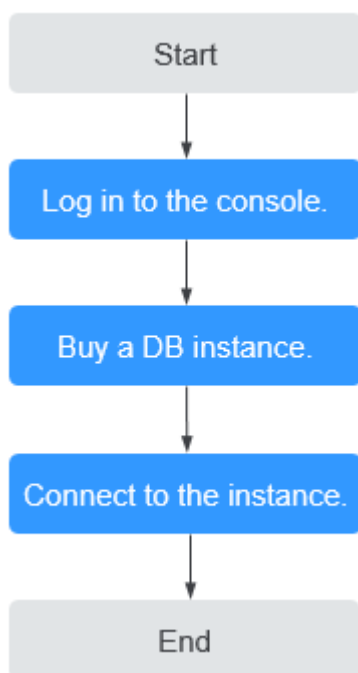 Start
Log in to the console.
Buy a DB instance.
Connect to the instance.
End